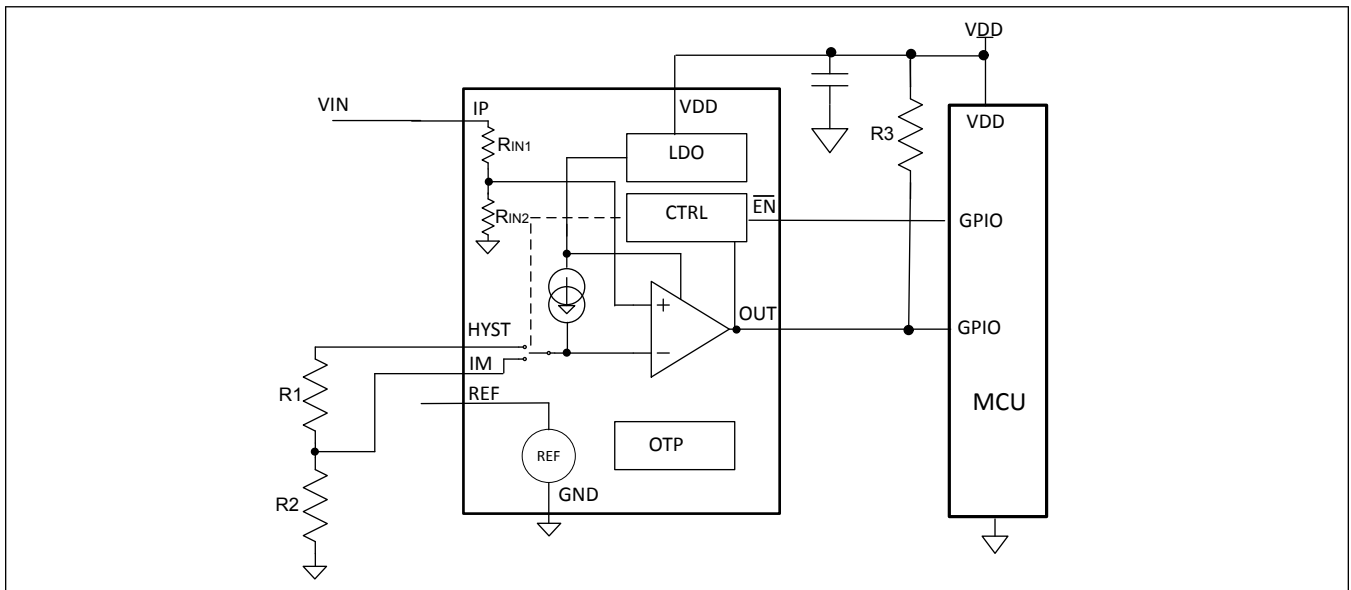 VDD
VIN
IP
VDD
VDD
RIN1
LDO
R3
RIN2
CTRL
EN
GPIO
OUT
GPIO
HYST
IM
R1
REF
MCU
OTP
REF
R2
GND